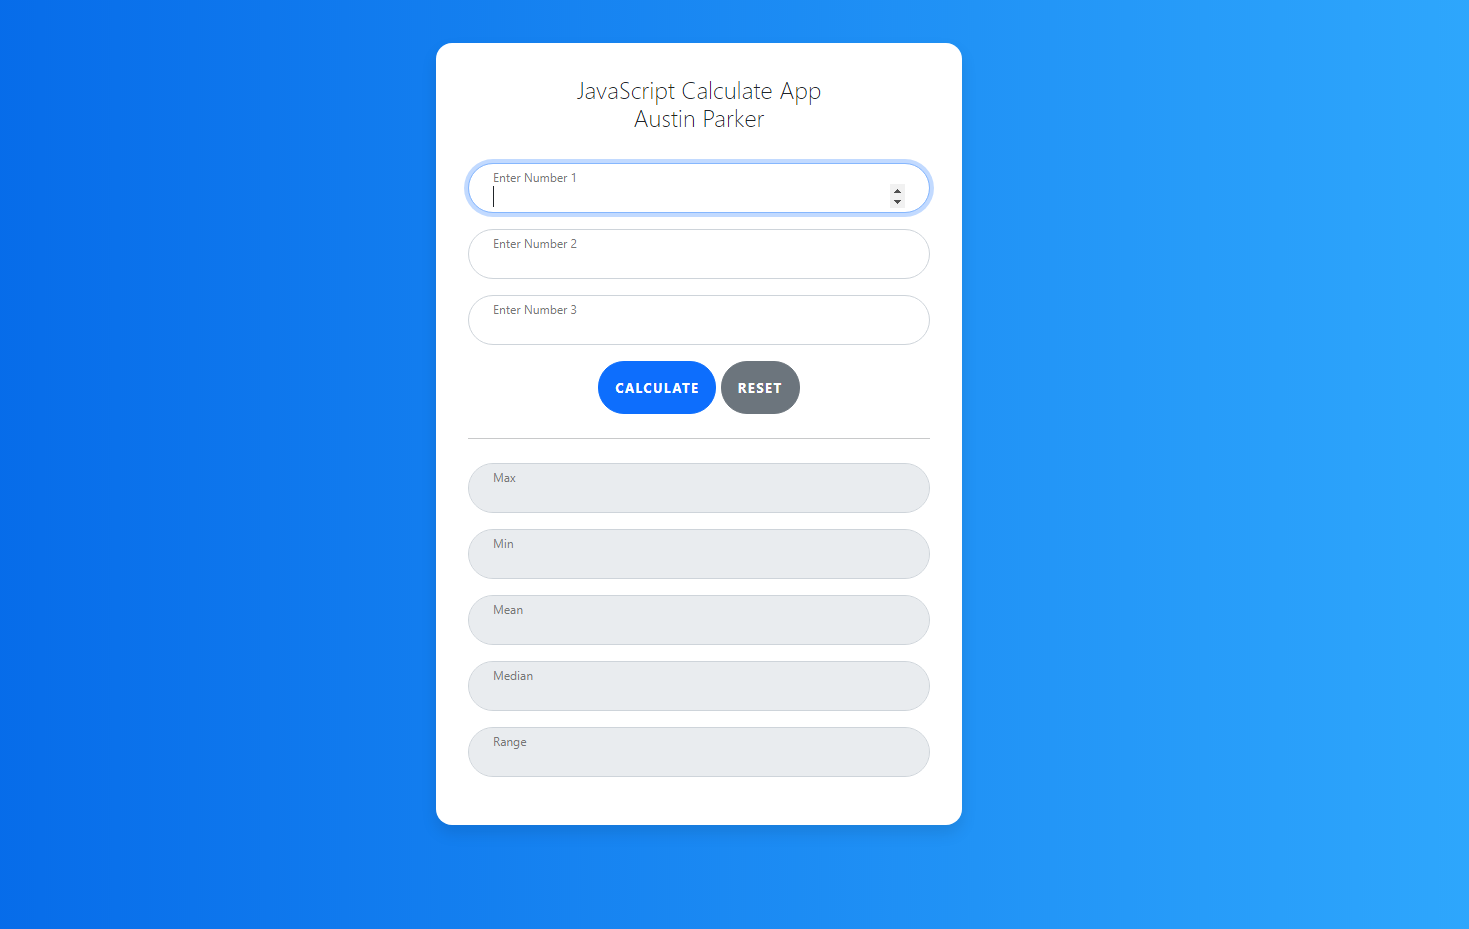 JavaScript Calculate App
Austin Parker
Enter Number 1
Enter Number 2
Enter Number 3
CALCULATE RESET
Max
Min
Mean
Median
Range